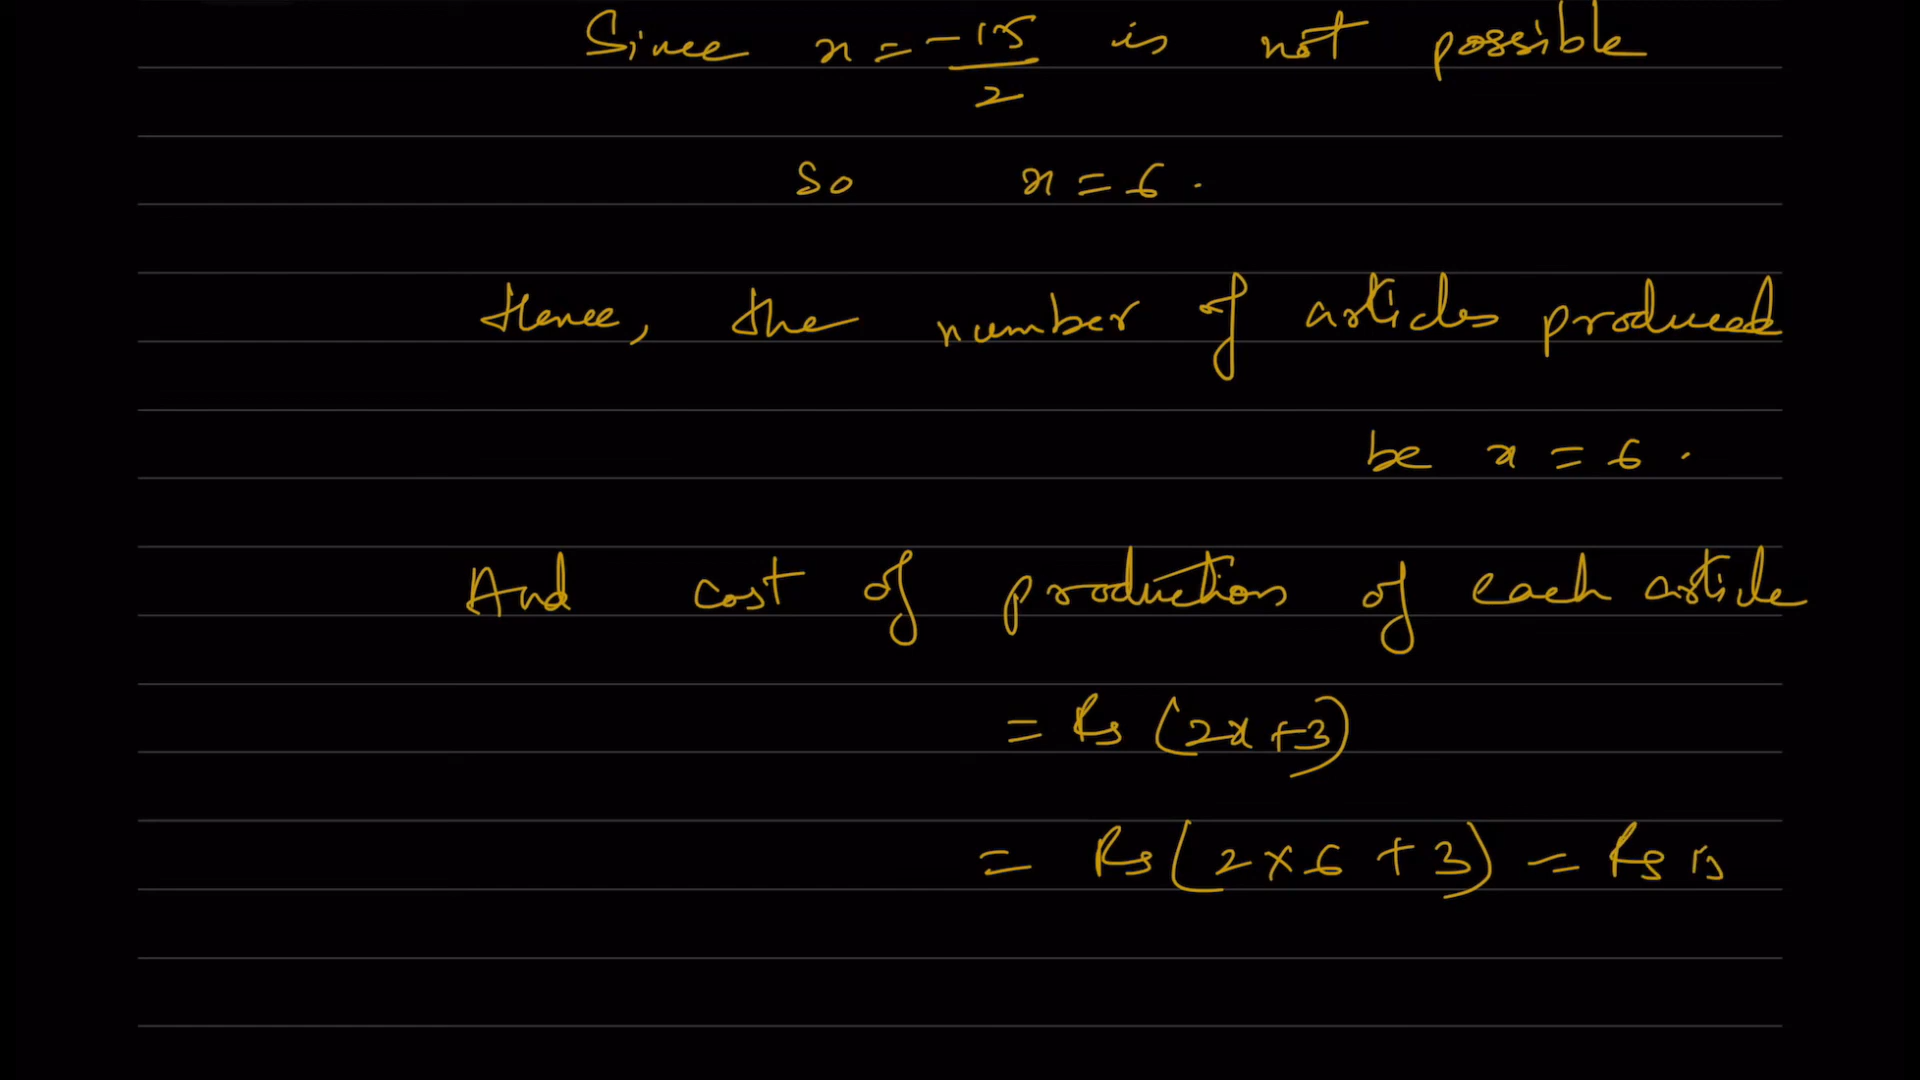 Since x = -15/2 is not possible
So x = 6.
Hence, the number of articles produced
be x = 6.
And cost of production of each article
= Rs (2x+3)
= Rs (2×6 + 3) = Rs 15